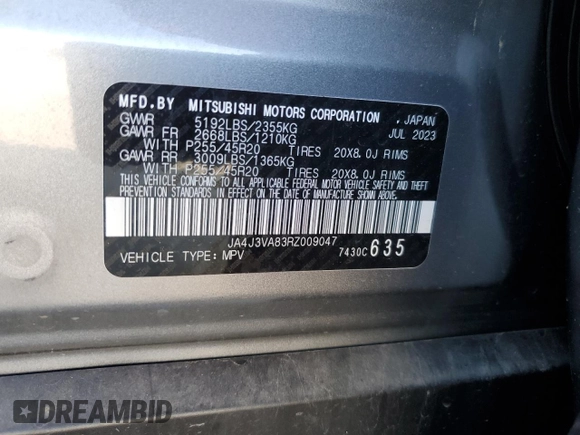 MFD.BY MITSUBISHI MOTORS CORPORATION , JAPAN
GVWR 5192LBS/2355KG JUL 2023
GAWR FR 2668LBS/1210KG
WITH P255/45R20 TIRES 20X8.0J RIMS
GAWR RR 3009LBS/1365KG
WITH P255/45R20 TIRES 20X8.0J RIMS
THIS VEHICLE CONFORMS TO ALL APPLICABLE FEDERAL MOTOR VEHICLE SAFETY AND THEFT
PREVENTION STANDARDS IN EFFECT ON THE DATE OF MANUFACTURE SHOWN ABOVE.
JA4J3VA83RZ009047
VEHICLE TYPE: MPV 7430C 635
DREAMBID